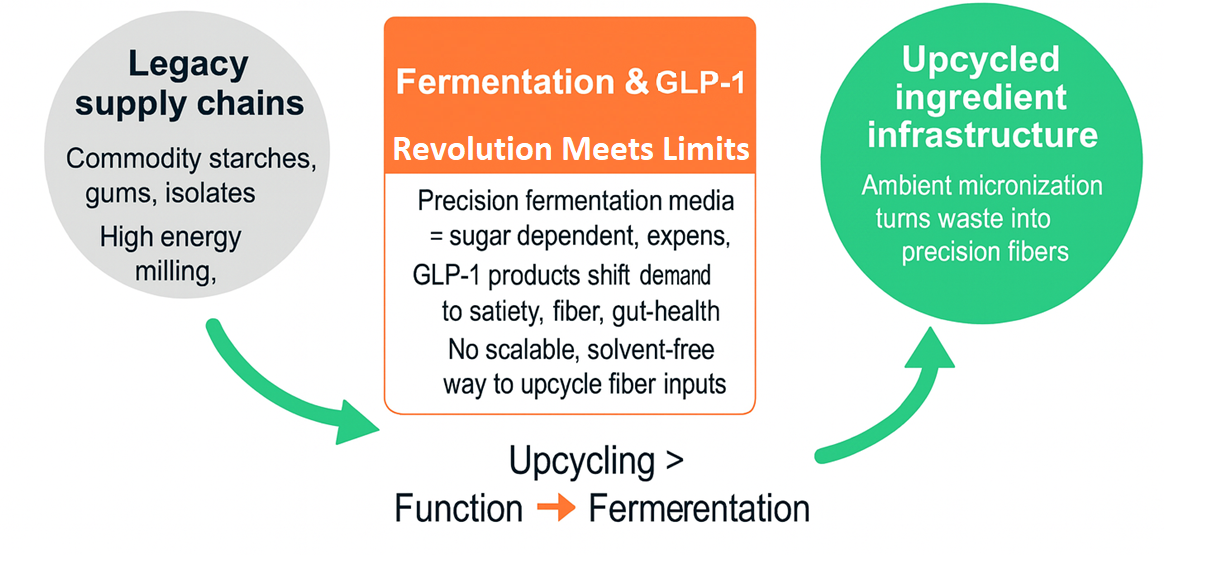 Legacy
supply chains
Commodity starches,
gums, isolates
High energy
milling,
Fermentation & GLP-1
Revolution Meets Limits
Precision fermentation media
= sugar dependent, expens,
GLP-1 products shift demand
to satiety, fiber, gut-health
No scalable, solvent-free
way to upcycle fiber inputs
Upcycling >
Function → Fermerentation
Upcycled
ingredient
infrastructure
Ambient micronization
turns waste into
precision fibers